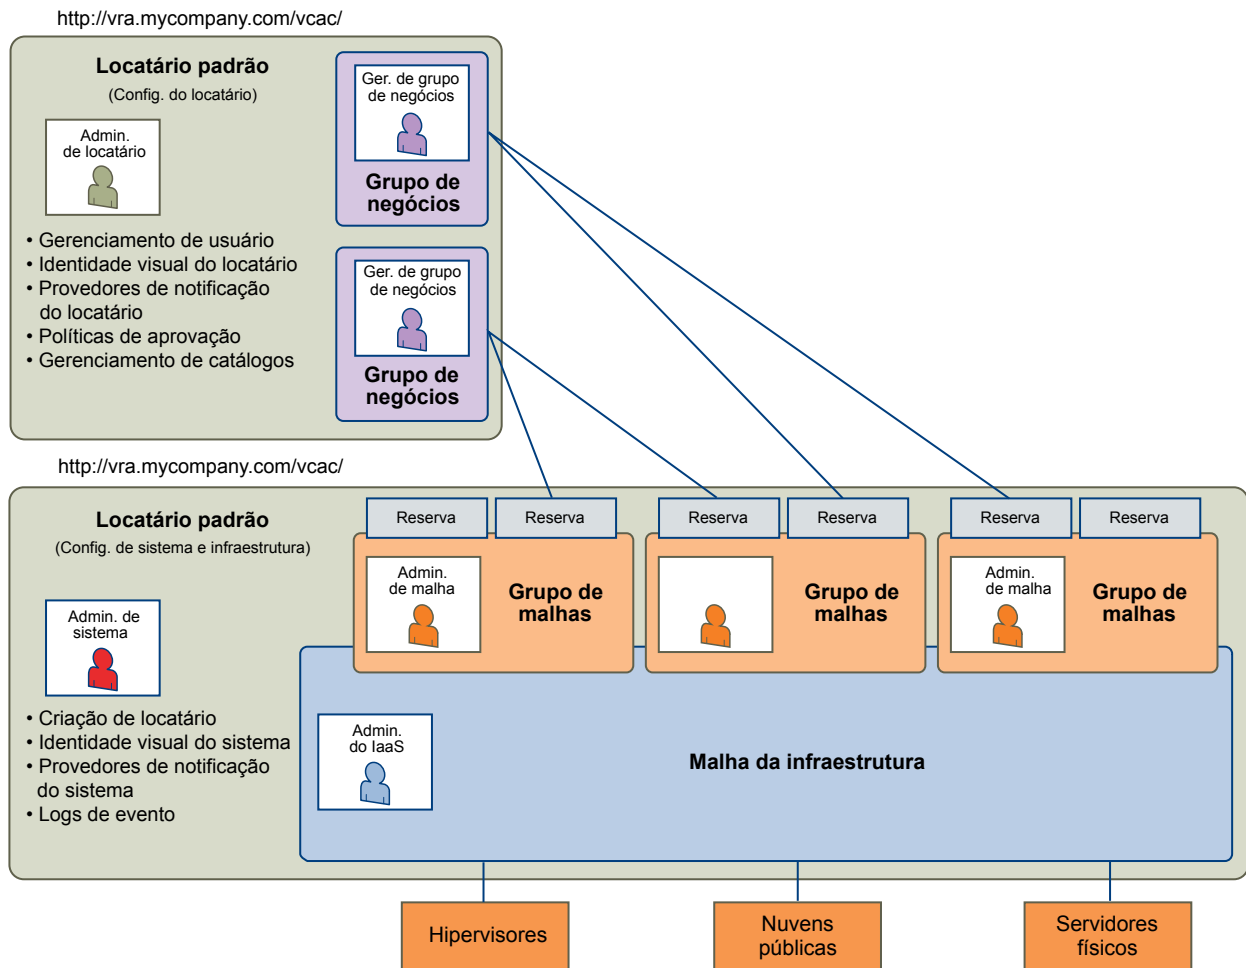 http://vra.mycompany.com/vcac/
Locatário padrão
(Config. do locatário)
Admin.
de locatário
• Gerenciamento de usuário
• Identidade visual do locatário
• Provedores de notificação
do locatário
• Políticas de aprovação
• Gerenciamento de catálogos
Ger. de grupo
de negócios
Grupo de
negócios
Ger. de grupo
de negócios
Grupo de
negócios
http://vra.mycompany.com/vcac/
Locatário padrão
(Config. de sistema e infraestrutura)
Admin. de
sistema
• Criação de locatário
• Identidade visual do sistema
• Provedores de notificação
do sistema
• Logs de evento
Reserva
Reserva
Admin.
de malha
Grupo de
malhas
Reserva
Reserva
Grupo de
malhas
Reserva
Reserva
Admin.
de malha
Grupo de
malhas
Admin.
do IaaS
Malha da infraestrutura
Hipervisores
Nuvens
públicas
Servidores
físicos